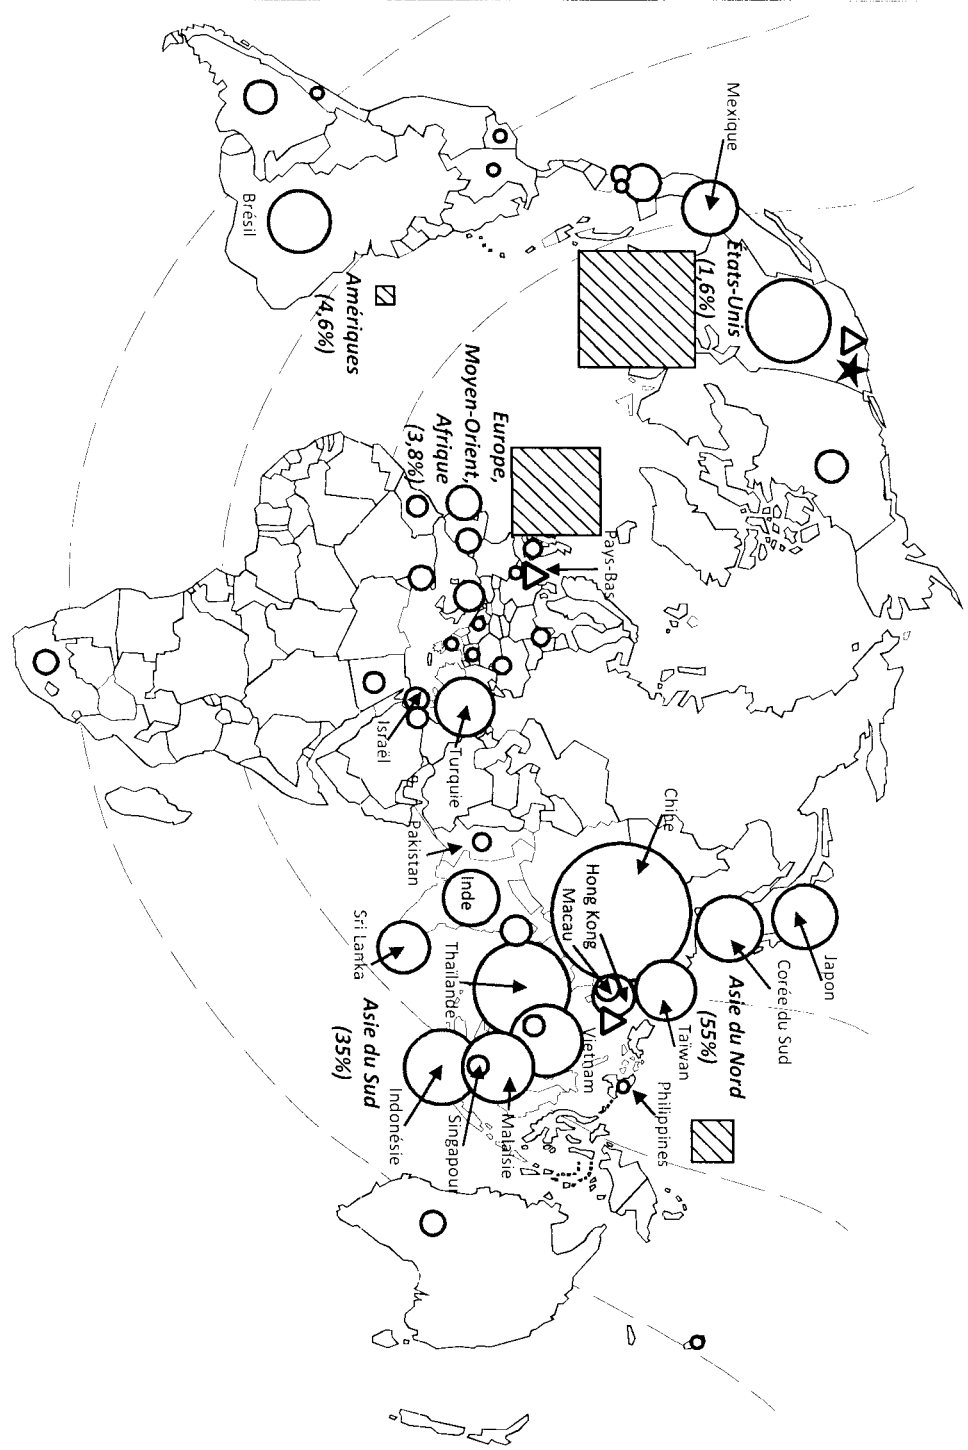 Mexique
États-Unis
(1,6%)
Brésil
Amériques
(4,6%)
Europe,
Moyen-Orient,
Afrique
(3,8%)
Pays-Bas
Israël
Turquie
Pakistan
Inde
Sri Lanka
Chine
Hong Kong
Macau
Thaïlande
Vietnam
Japon
Corée du Sud
Asie du Nord
(55%)
Taïwan
Philippines
Asie du Sud
(35%)
Malaisie
Singapour
Indonésie